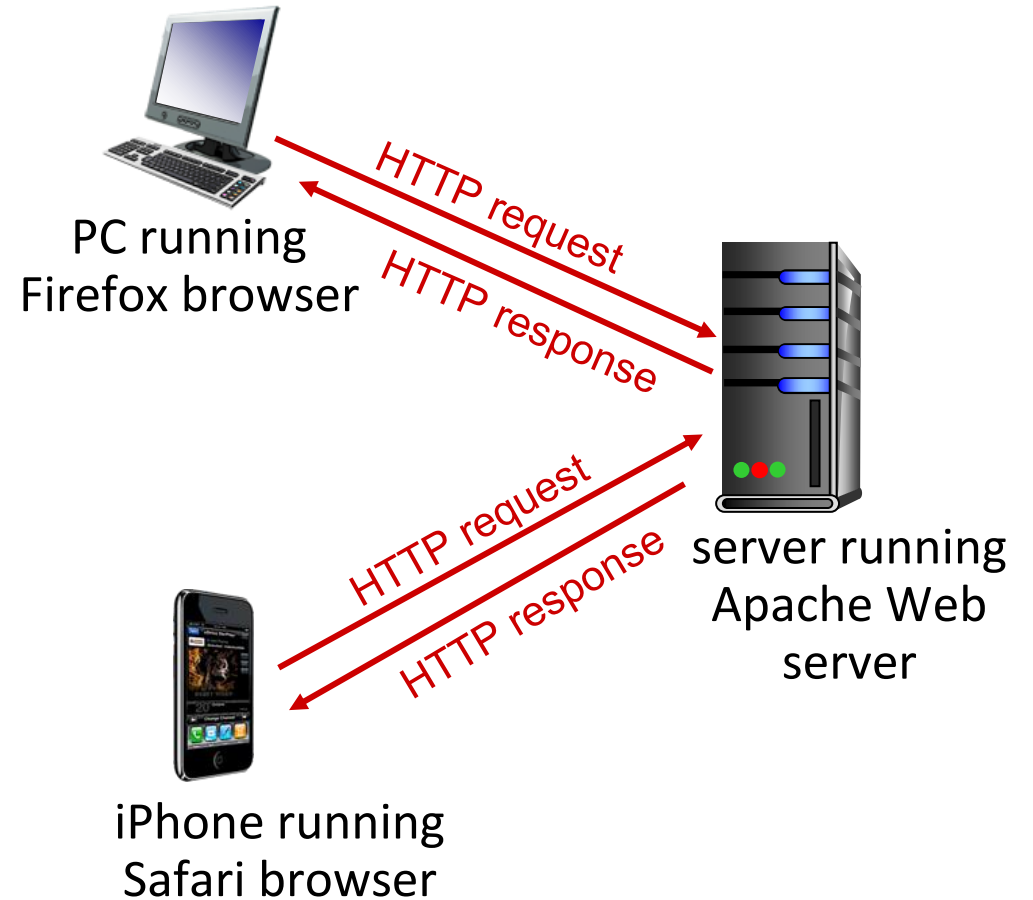 HTTP request
HTTP response
PC running
Firefox browser
HTTP request
HTTP response
server running
Apache Web
server
iPhone running
Safari browser